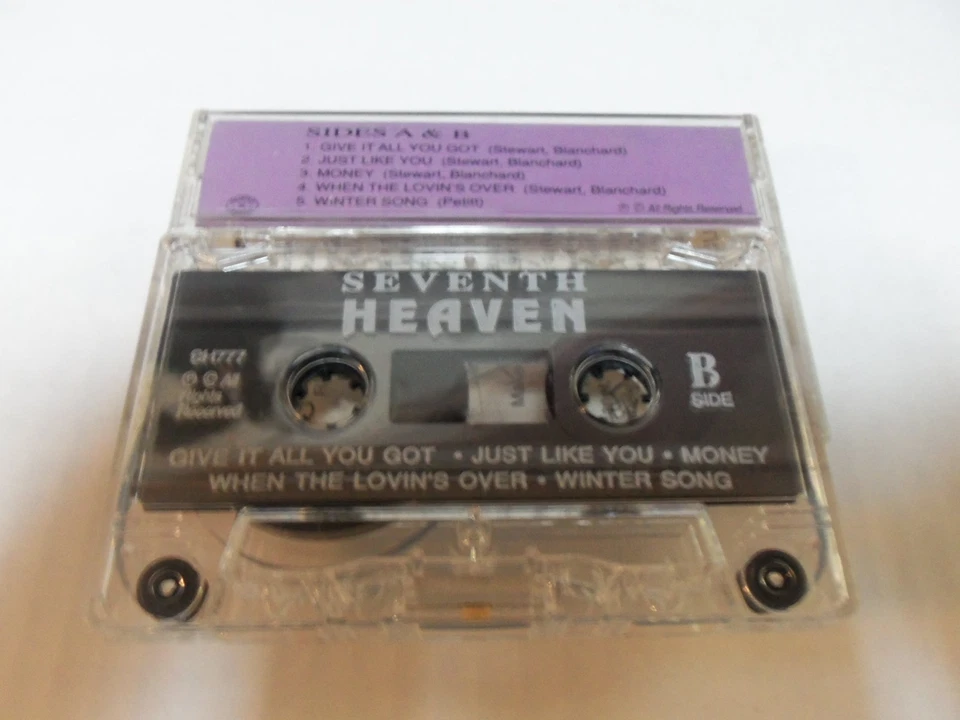 SIDES A & B
1. GIVE IT ALL YOU GOT (Stewart, Blanchard)
2. JUST LIKE YOU (Stewart, Blanchard)
3. MONEY (Stewart, Blanchard)
4. WHEN THE LOVIN'S OVER (Stewart, Blanchard)
5. WINTER SONG (Petitt)
℗ © All Rights Reserved
SEVENTH
HEAVEN
℗ © All
Rights
Reserved
B
SIDE
GIVE IT ALL YOU GOT • JUST LIKE YOU • MONEY
WHEN THE LOVIN'S OVER • WINTER SONG